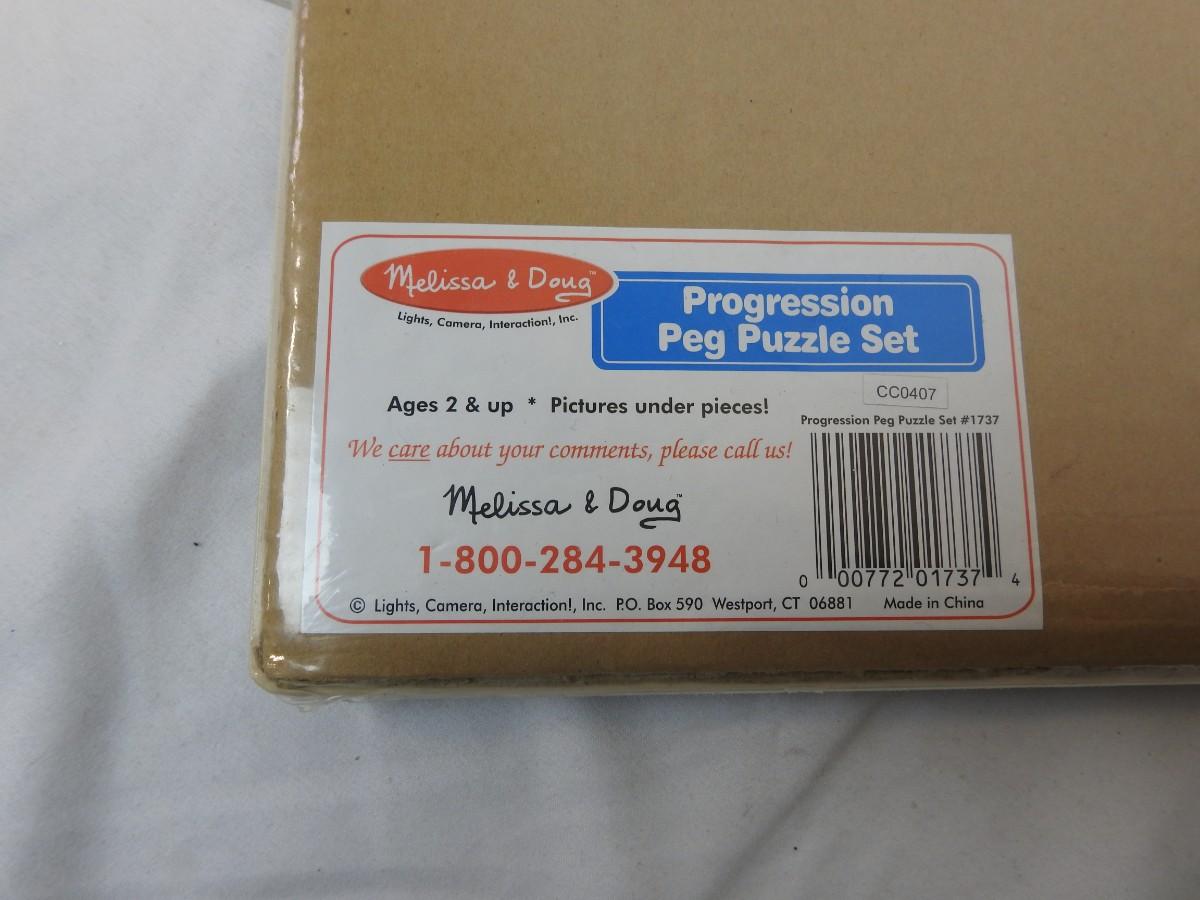 Melissa & Doug™
Lights, Camera, Interaction!, Inc.
Progression
Peg Puzzle Set
CC0407
Ages 2 & up * Pictures under pieces!
Progression Peg Puzzle Set #1737
We care about your comments, please call us!
Melissa & Doug™
1-800-284-3948
0 00772 01737 4
© Lights, Camera, Interaction!, Inc. P.O. Box 590 Westport, CT 06881 Made in China